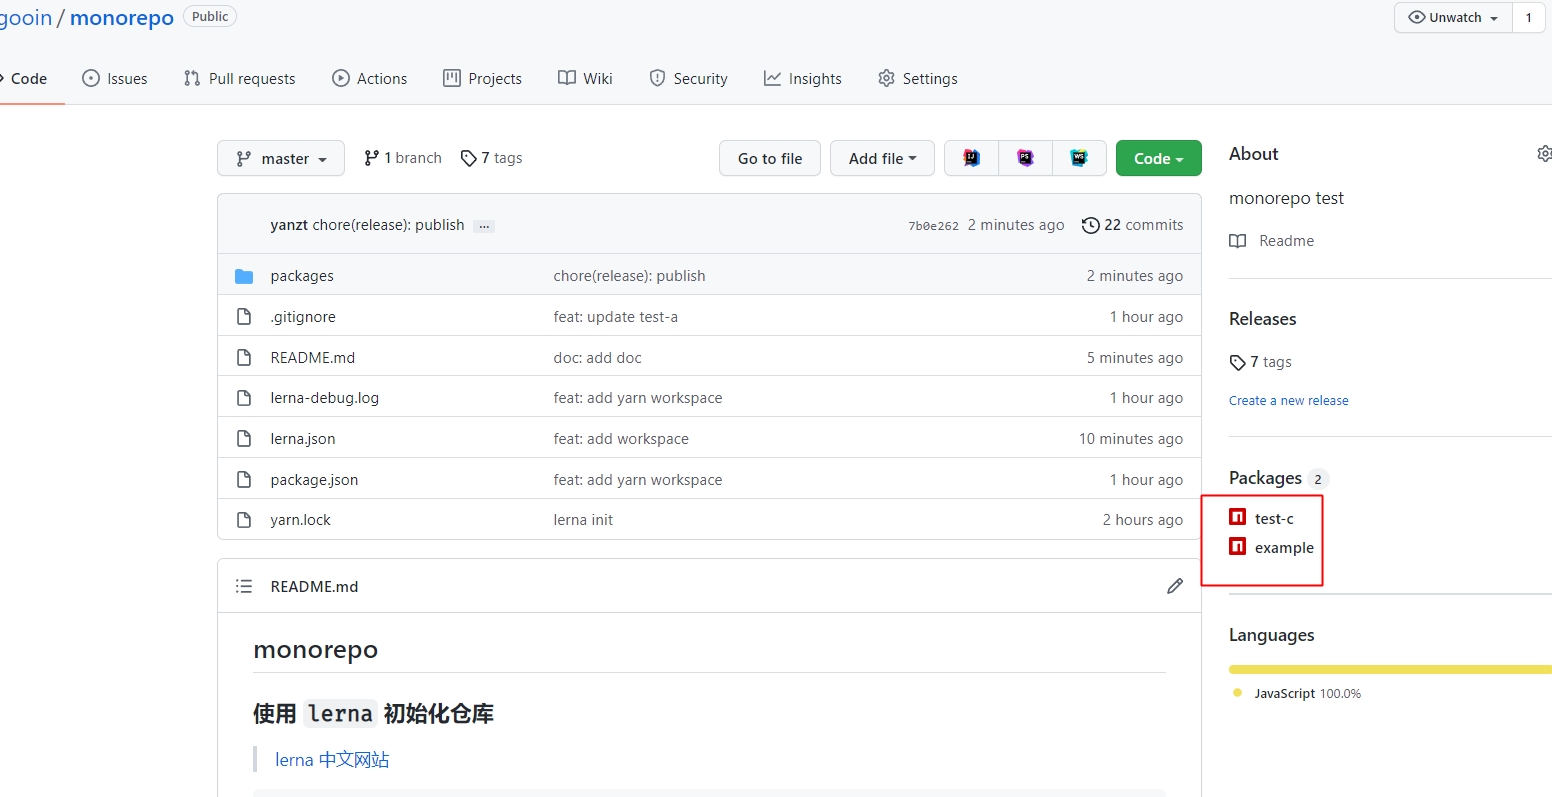 gooin / monorepo Public
Unwatch 1
Code Issues Pull requests Actions Projects Wiki Security Insights Settings
master 1 branch 7 tags Go to file Add file Code
yanzt chore(release): publish ... 7b0e262 2 minutes ago 22 commits
packages chore(release): publish 2 minutes ago
.gitignore feat: update test-a 1 hour ago
README.md doc: add doc 5 minutes ago
lerna-debug.log feat: add yarn workspace 1 hour ago
lerna.json feat: add workspace 10 minutes ago
package.json feat: add yarn workspace 1 hour ago
yarn.lock lerna init 2 hours ago
README.md
monorepo
使用 lerna 初始化仓库
lerna 中文网站
About
monorepo test
Readme
Releases
7 tags
Create a new release
Packages 2
test-c
example
Languages
JavaScript 100.0%